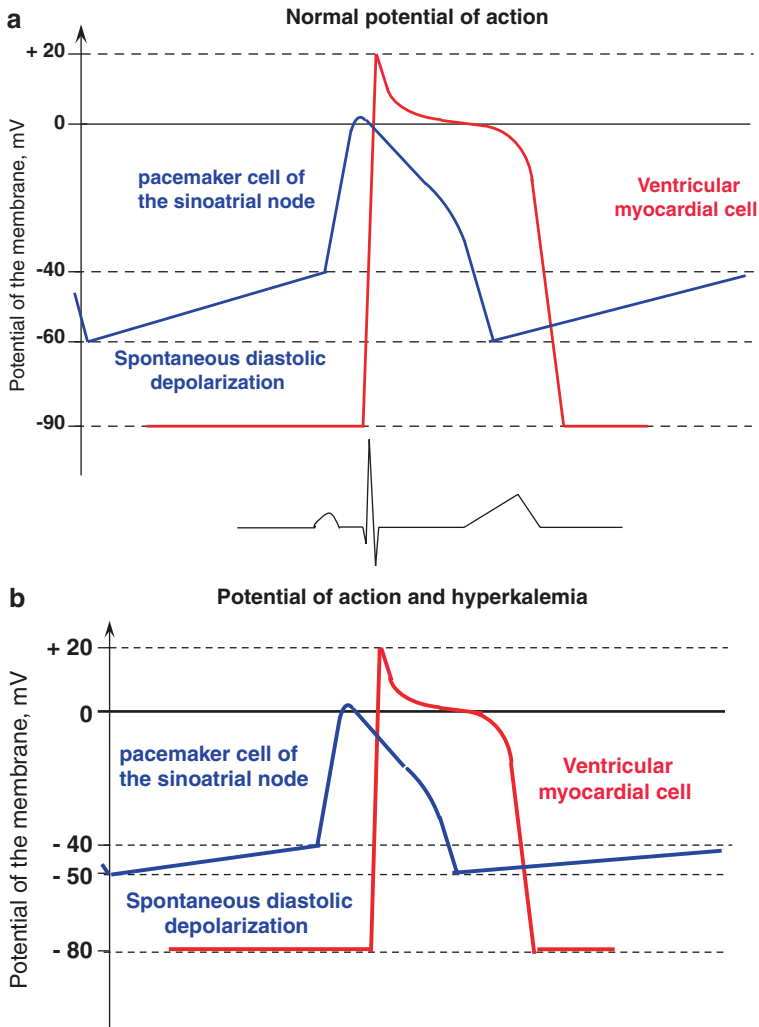 a
Normal potential of action
+ 20
0
-40
-60
-90
Potential of the membrane, mV
pacemaker cell of
the sinoatrial node
Ventricular
myocardial cell
Spontaneous diastolic
depolarization
b
Potential of action and hyperkalemia
+ 20
0
- 40
- 50
- 80
Potential of the membrane, mV
pacemaker cell of
the sinoatrial node
Ventricular
myocardial cell
Spontaneous diastolic
depolarization